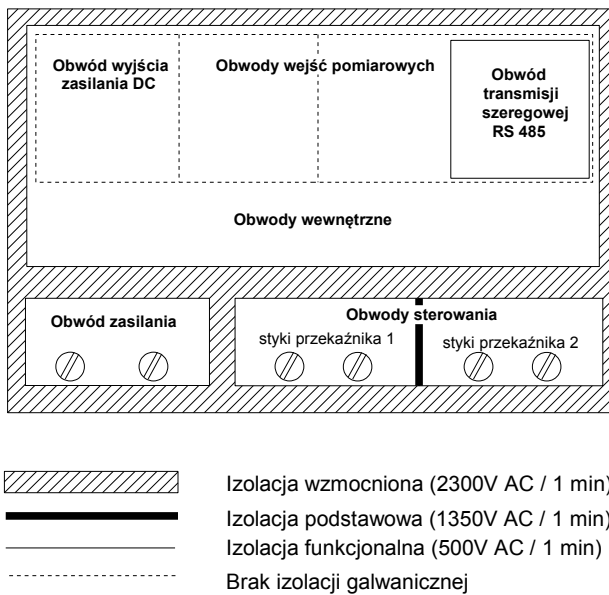 Obwód wyjścia
zasilania DC
Obwody wejść pomiarowych
Obwód
transmisji
szeregowej
RS 485
Obwody wewnętrzne
Obwód zasilania
Obwody sterowania
styki przekaźnika 1
styki przekaźnika 2
Izolacja wzmocniona (2300V AC / 1 min)
Izolacja podstawowa (1350V AC / 1 min)
Izolacja funkcjonalna (500V AC / 1 min)
Brak izolacji galwanicznej